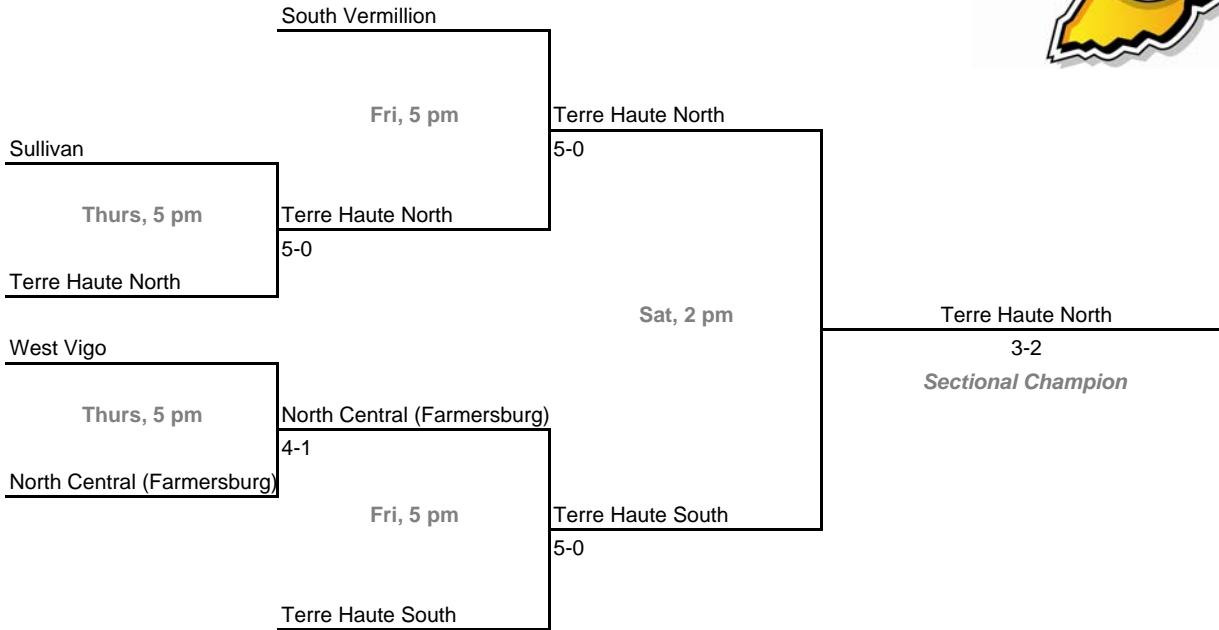 South Vermillion
Fri, 5 pm
Terre Haute North
Sullivan
5-0
Thurs, 5 pm
Terre Haute North
5-0
Terre Haute North
Sat, 2 pm
Terre Haute North
West Vigo
3-2
Sectional Champion
Thurs, 5 pm
North Central (Farmersburg)
4-1
North Central (Farmersburg)
Fri, 5 pm
Terre Haute South
5-0
Terre Haute South